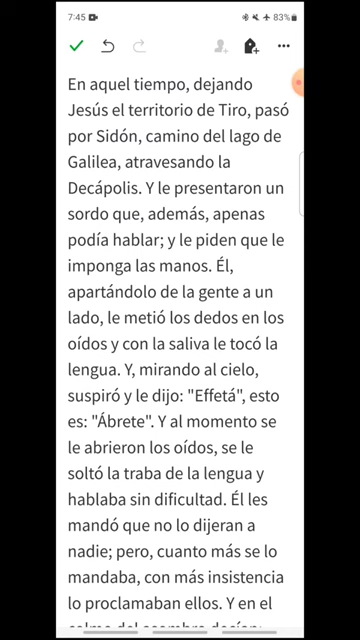 7:45
83%
En aquel tiempo, dejando
Jesús el territorio de Tiro, pasó
por Sidón, camino del lago de
Galilea, atravesando la
Decápolis. Y le presentaron un
sordo que, además, apenas
podía hablar; y le piden que le
imponga las manos. Él,
apartándolo de la gente a un
lado, le metió los dedos en los
oídos y con la saliva le tocó la
lengua. Y, mirando al cielo,
suspiró y le dijo: "Effetá", esto
es: "Ábrete". Y al momento se
le abrieron los oídos, se le
soltó la traba de la lengua y
hablaba sin dificultad. Él les
mandó que no lo dijeran a
nadie; pero, cuanto más se lo
mandaba, con más insistencia
lo proclamaban ellos. Y en el
colmo del asombro decían: